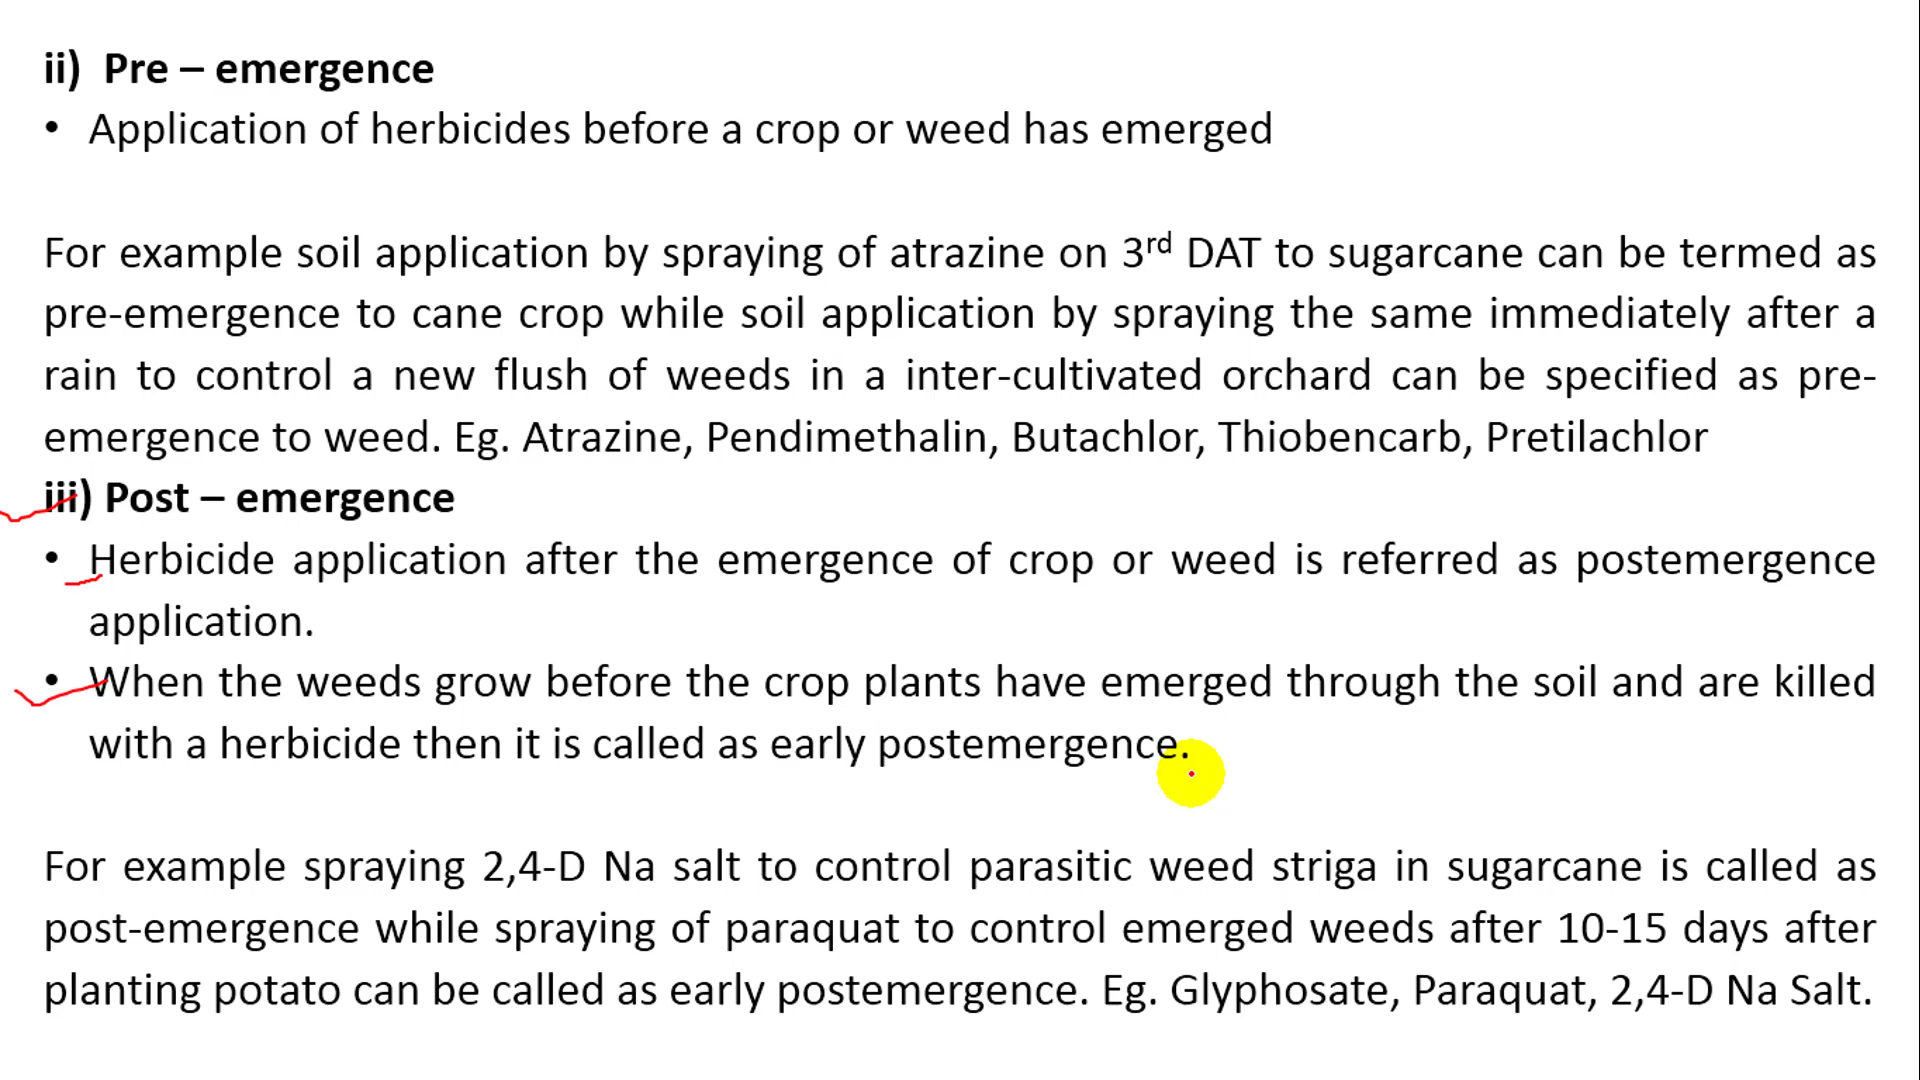 ii) Pre – emergence
• Application of herbicides before a crop or weed has emerged
For example soil application by spraying of atrazine on 3rd DAT to sugarcane can be termed as
pre-emergence to cane crop while soil application by spraying the same immediately after a
rain to control a new flush of weeds in a inter-cultivated orchard can be specified as pre-
emergence to weed. Eg. Atrazine, Pendimethalin, Butachlor, Thiobencarb, Pretilachlor
iii) Post – emergence
• Herbicide application after the emergence of crop or weed is referred as postemergence
application.
• When the weeds grow before the crop plants have emerged through the soil and are killed
with a herbicide then it is called as early postemergence.
For example spraying 2,4-D Na salt to control parasitic weed striga in sugarcane is called as
post-emergence while spraying of paraquat to control emerged weeds after 10-15 days after
planting potato can be called as early postemergence. Eg. Glyphosate, Paraquat, 2,4-D Na Salt.